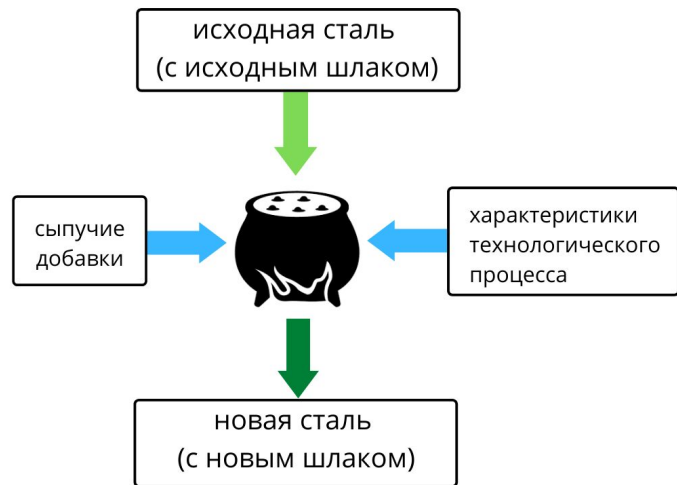 исходная сталь
(с исходным шлаком)
сыпучие
добавки
характеристики
технологического
процесса
новая сталь
(с новым шлаком)